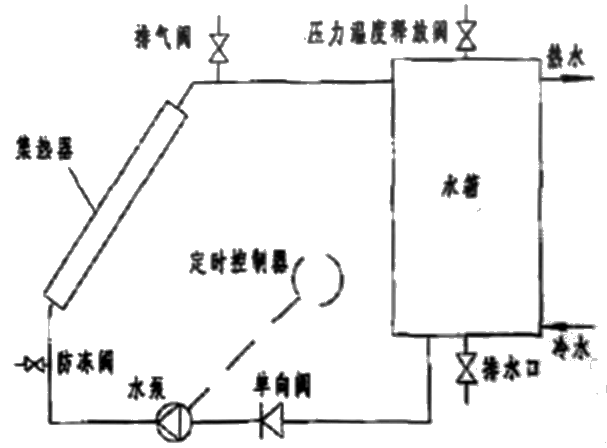 排气阀
压力温度释放阀
热水
集热器
水箱
定时控制器
防冻阀
水泵
单向阀
排水口
冷水